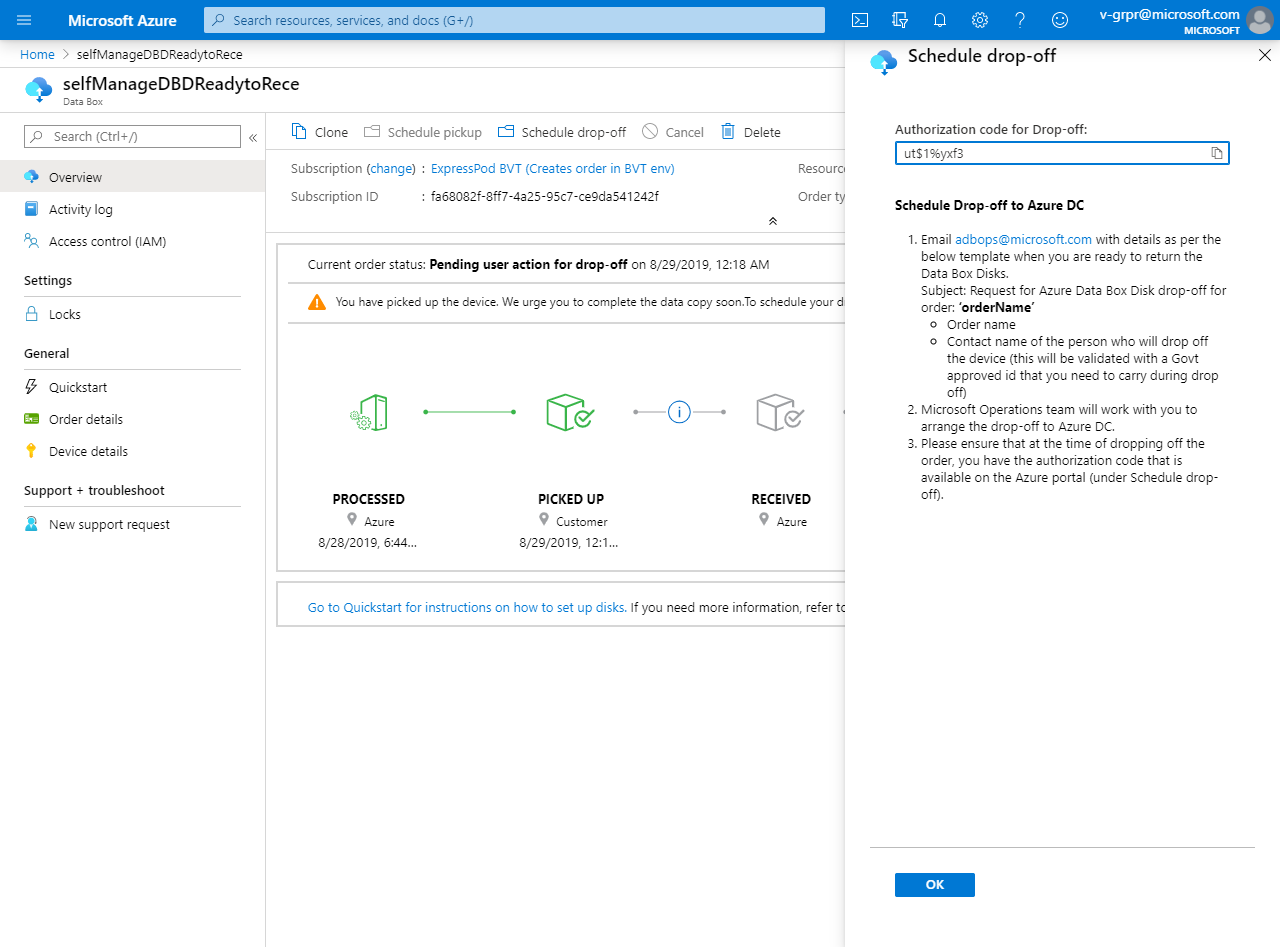 Microsoft Azure
Search resources, services, and docs (G+/)
v-grpr@microsoft.com
MICROSOFT
Home > selfManageDBDReadytoRece
selfManageDBDReadytoRece
Data Box
Search (Ctrl+/)
«
Overview
Activity log
Access control (IAM)
Settings
Locks
General
Quickstart
Order details
Device details
Support + troubleshoot
New support request
Clone Schedule pickup Schedule drop-off Cancel Delete
Subscription (change) : ExpressPod BVT (Creates order in BVT env)
Resource
Subscription ID : fa68082f-8ff7-4a25-95c7-ce9da541242f
Order ty
Current order status: Pending user action for drop-off on 8/29/2019, 12:18 AM
You have picked up the device. We urge you to complete the data copy soon.To schedule your d
PROCESSED
Azure
8/28/2019, 6:44...
PICKED UP
Customer
8/29/2019, 12:1...
RECEIVED
Azure
Go to Quickstart for instructions on how to set up disks. If you need more information, refer to
Schedule drop-off
Authorization code for Drop-off:
ut$1%yxf3
Schedule Drop-off to Azure DC
1. Email adbops@microsoft.com with details as per the
below template when you are ready to return the
Data Box Disks.
Subject: Request for Azure Data Box Disk drop-off for
order: ‘orderName’
Order name
Contact name of the person who will drop off
the device (this will be validated with a Govt
approved id that you need to carry during drop
off)
2. Microsoft Operations team will work with you to
arrange the drop-off to Azure DC.
3. Please ensure that at the time of dropping off the
order, you have the authorization code that is
available on the Azure portal (under Schedule drop-
off).
OK